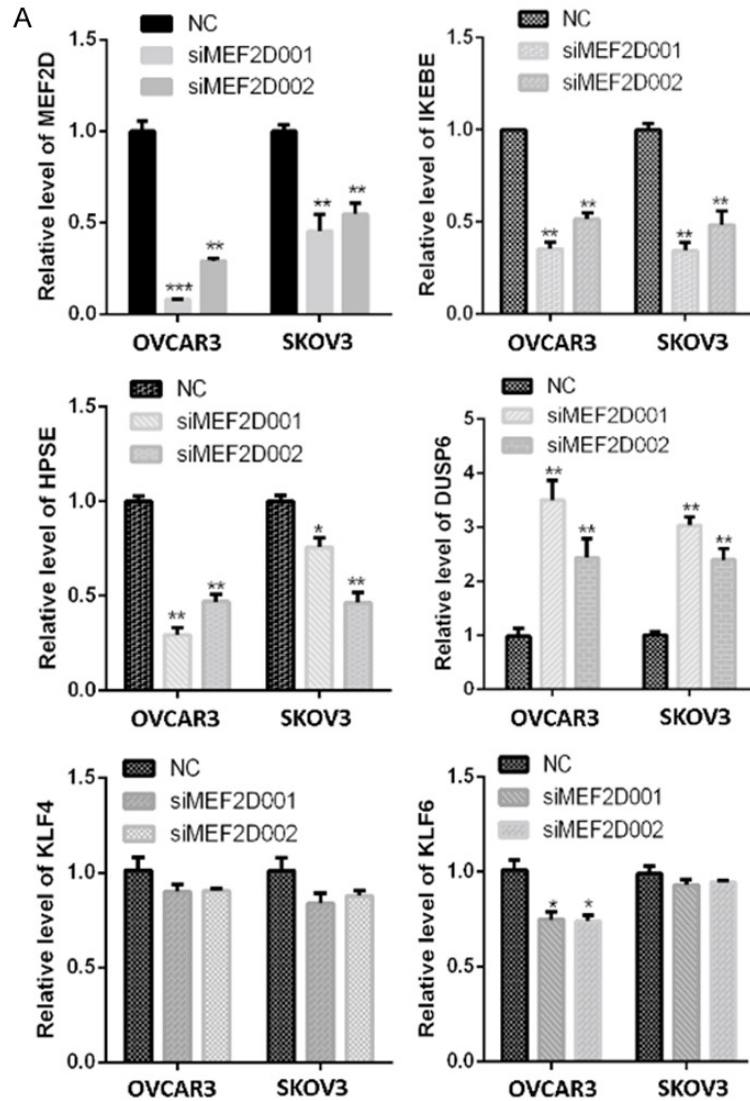 A
NC
siMEF2D001
siMEF2D002
Relative level of MEF2D
1.5
1.0
0.5
0.0
***
**
**
**
OVCAR3 SKOV3
NC
siMEF2D001
siMEF2D002
Relative level of IKEBE
1.5
1.0
0.5
0.0
**
**
**
**
OVCAR3 SKOV3
NC
siMEF2D001
siMEF2D002
Relative level of HPSE
1.5
1.0
0.5
0.0
**
**
*
**
OVCAR3 SKOV3
NC
siMEF2D001
siMEF2D002
Relative level of DUSP6
5
4
3
2
1
0
**
**
**
**
OVCAR3 SKOV3
NC
siMEF2D001
siMEF2D002
Relative level of KLF4
1.5
1.0
0.5
0.0
OVCAR3 SKOV3
NC
siMEF2D001
siMEF2D002
Relative level of KLF6
1.5
1.0
0.5
0.0
*
*
OVCAR3 SKOV3